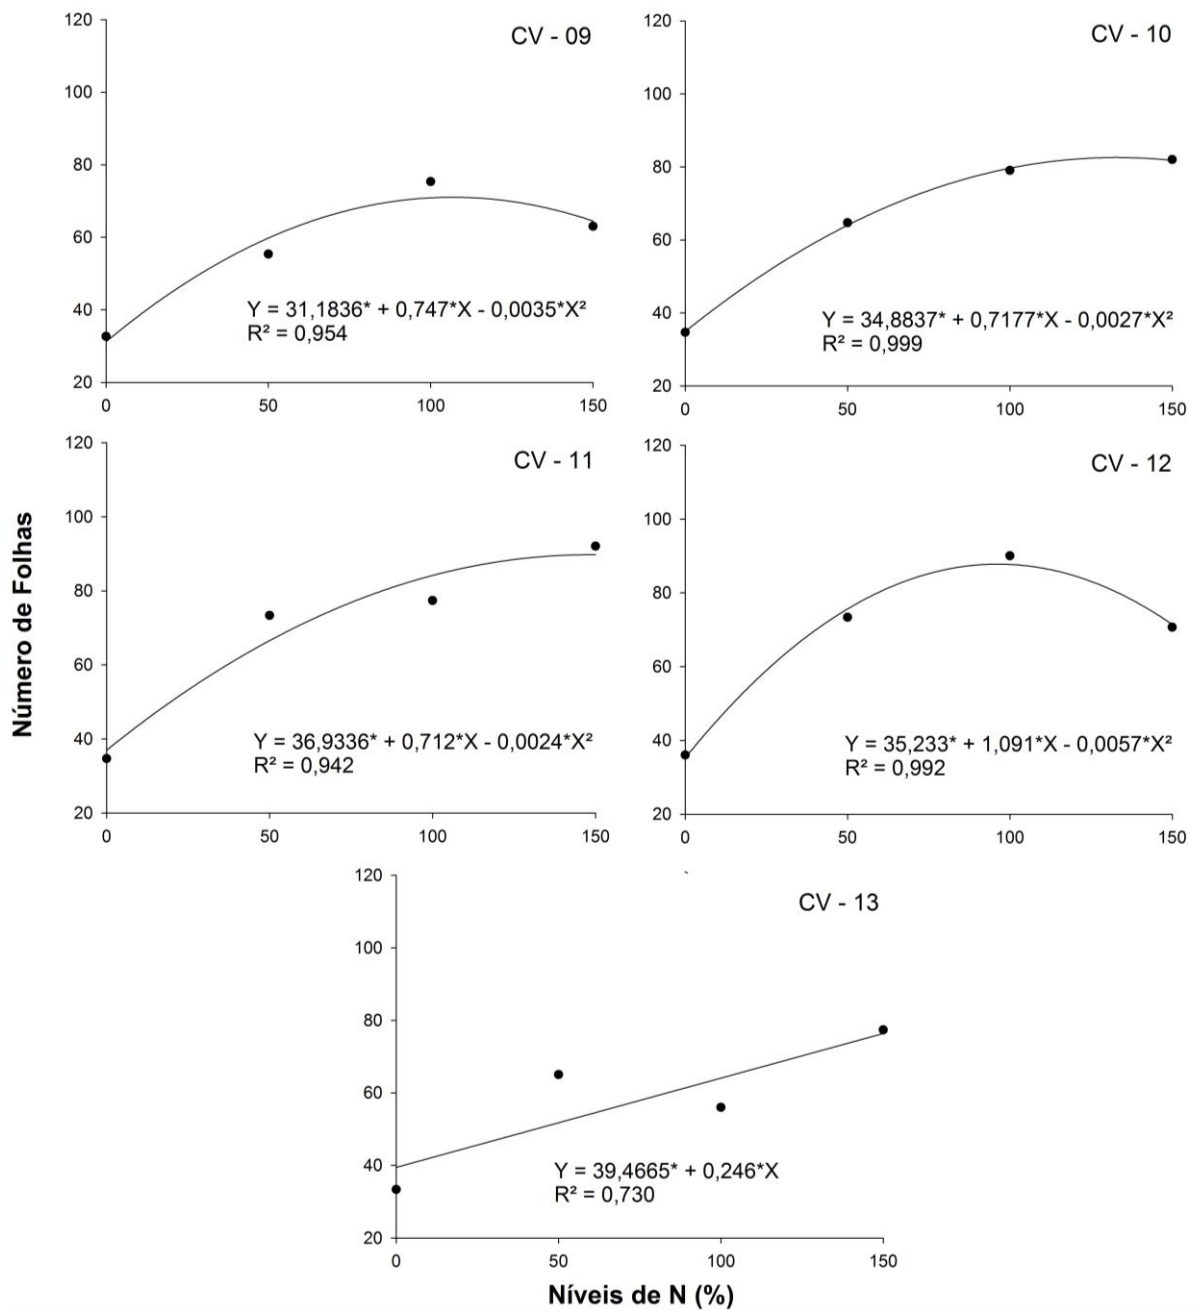 120
100
80
60
40
20
0
50
100
150
CV - 09
Y = 31,1836* + 0,747*X - 0,0035*X²
R² = 0,954
120
100
80
60
40
20
0
50
100
150
CV - 10
Y = 34,8837* + 0,7177*X - 0,0027*X²
R² = 0,999
Número de Folhas
120
100
80
60
40
20
0
50
100
150
CV - 11
Y = 36,9336* + 0,712*X - 0,0024*X²
R² = 0,942
120
100
80
60
40
20
0
50
100
150
CV - 12
Y = 35,233* + 1,091*X - 0,0057*X²
R² = 0,992
120
100
80
60
40
20
0
50
100
150
CV - 13
Y = 39,4665* + 0,246*X
R² = 0,730
Níveis de N (%)